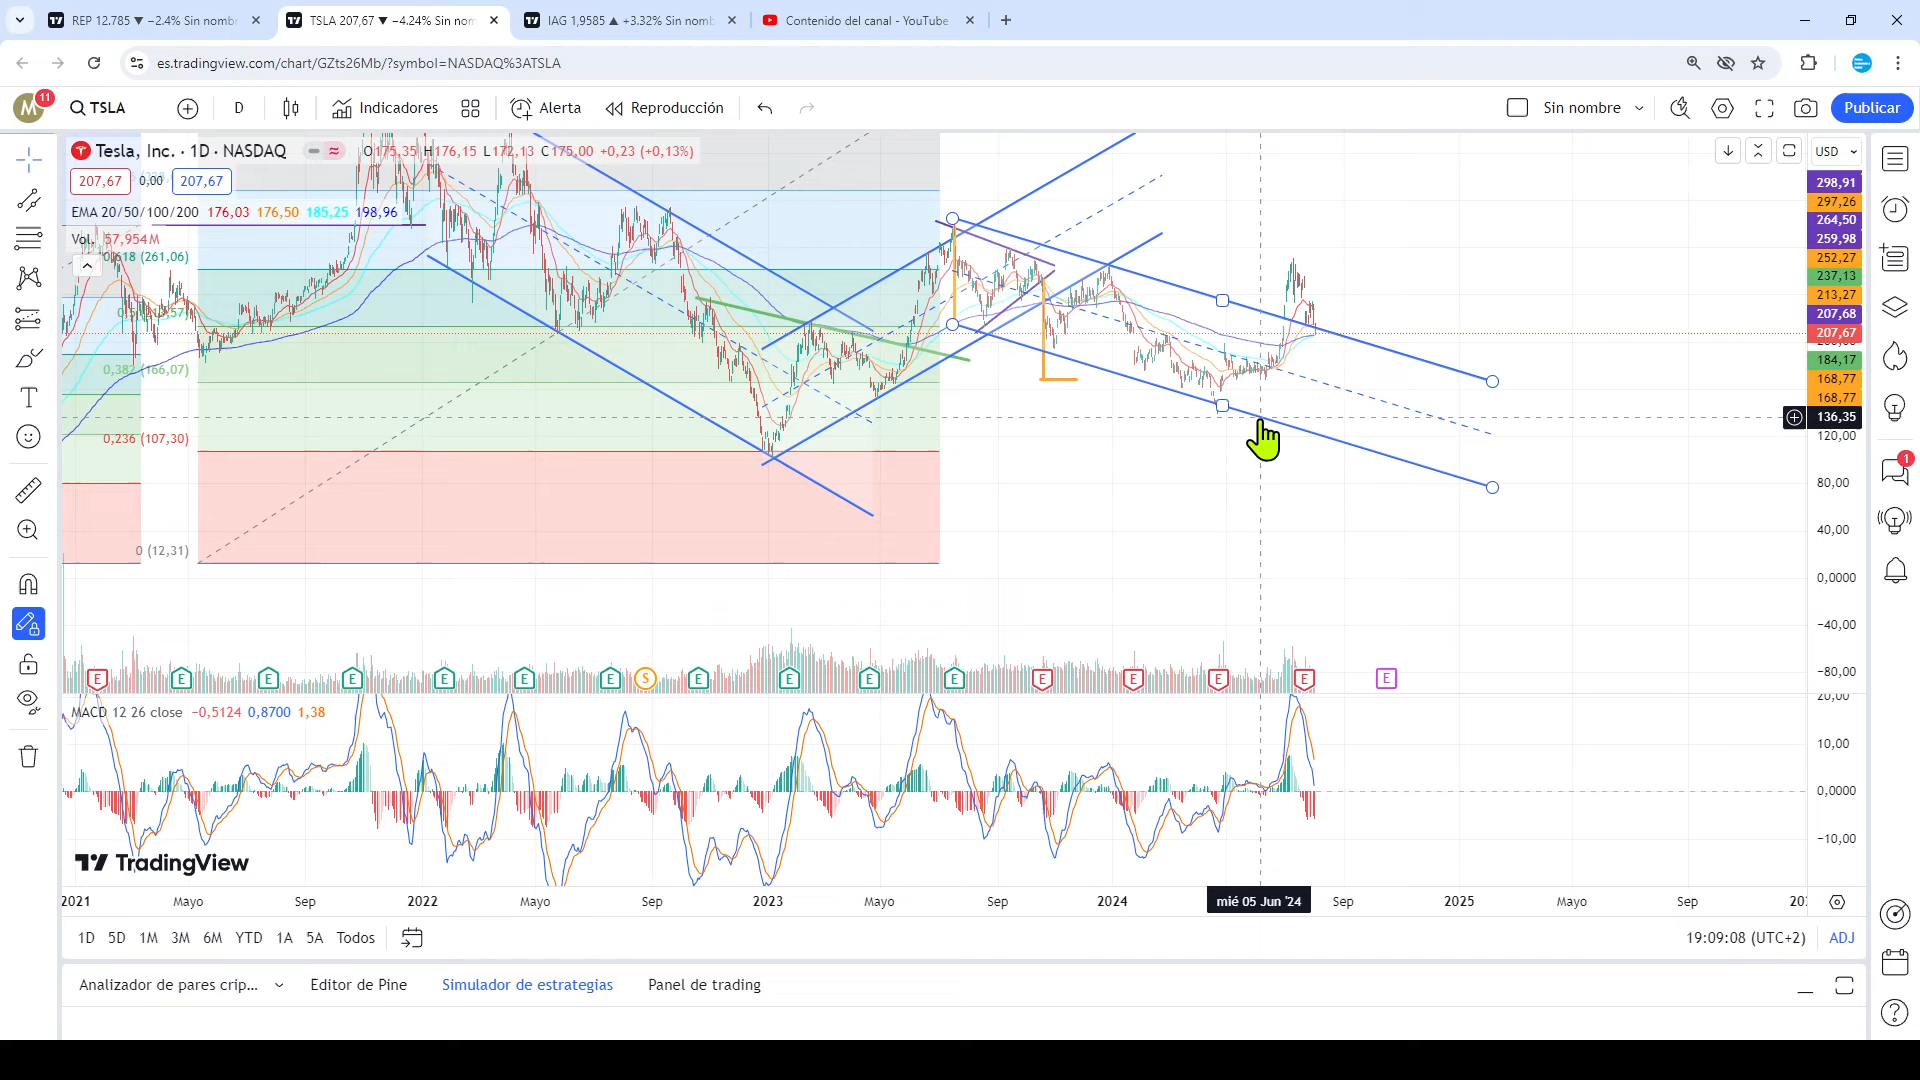 REP 12.785 ▼ −2.4% Sin nomb
TSLA 207,67 ▼ −4.24% Sin nom
IAG 1,9585 ▲ +3.32% Sin nomb
Contenido del canal - YouTube
es.tradingview.com/chart/GZts26Mb/?symbol=NASDAQ%3ATSLA
M
11
TSLA
D
Indicadores
Alerta
Reproducción
Sin nombre
Publicar
Tesla, Inc. · 1D · NASDAQ
O175,35 H176,15 L172,13 C175,00 +0,23 (+0,13%)
USD
207,67
0,00
207,67
EMA 20/50/100/200 176,03 176,50 185,25 198,96
Vol. 57,954M
0,618 (261,06)
0,382 (166,07)
0,236 (107,30)
0 (12,31)
298,91
297,26
264,50
259,98
252,27
237,13
213,27
207,68
207,67
184,17
168,77
168,77
136,35
120,00
80,00
40,00
0,0000
−40,00
−80,00
E E E E E E E S E E E E E E E E E
MACD 12 26 close −0,5124 0,8700 1,38
20,00
10,00
0,0000
−10,00
TradingView
2021 Mayo Sep 2022 Mayo Sep 2023 Mayo Sep 2024 mié 05 Jun '24 Sep 2025 Mayo Sep
1D 5D 1M 3M 6M YTD 1A 5A Todos
19:09:08 (UTC+2) ADJ
Analizador de pares crip...
Editor de Pine
Simulador de estrategias
Panel de trading
1